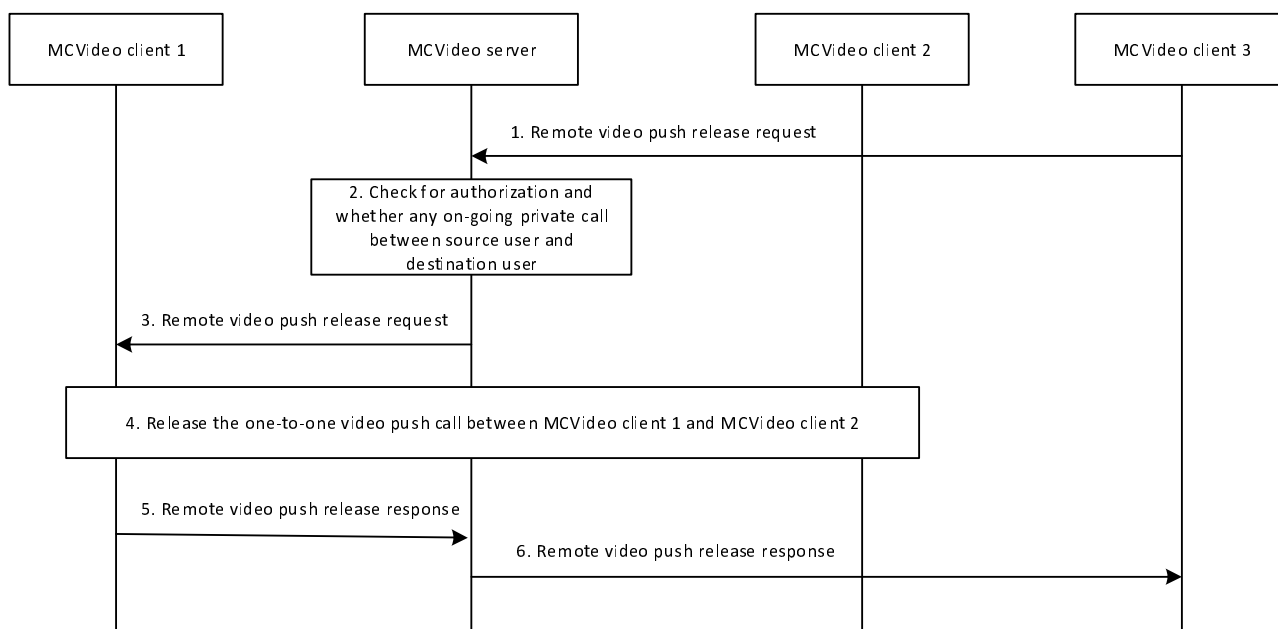 MCVideo client 1
MCVideo server
MCVideo client 2
MCVideo client 3
1. Remote video push release request
2. Check for authorization and
whether any on-going private call
between source user and
destination user
3. Remote video push release request
4. Release the one-to-one video push call between MCVideo client 1 and MCVideo client 2
5. Remote video push release response
6. Remote video push release response